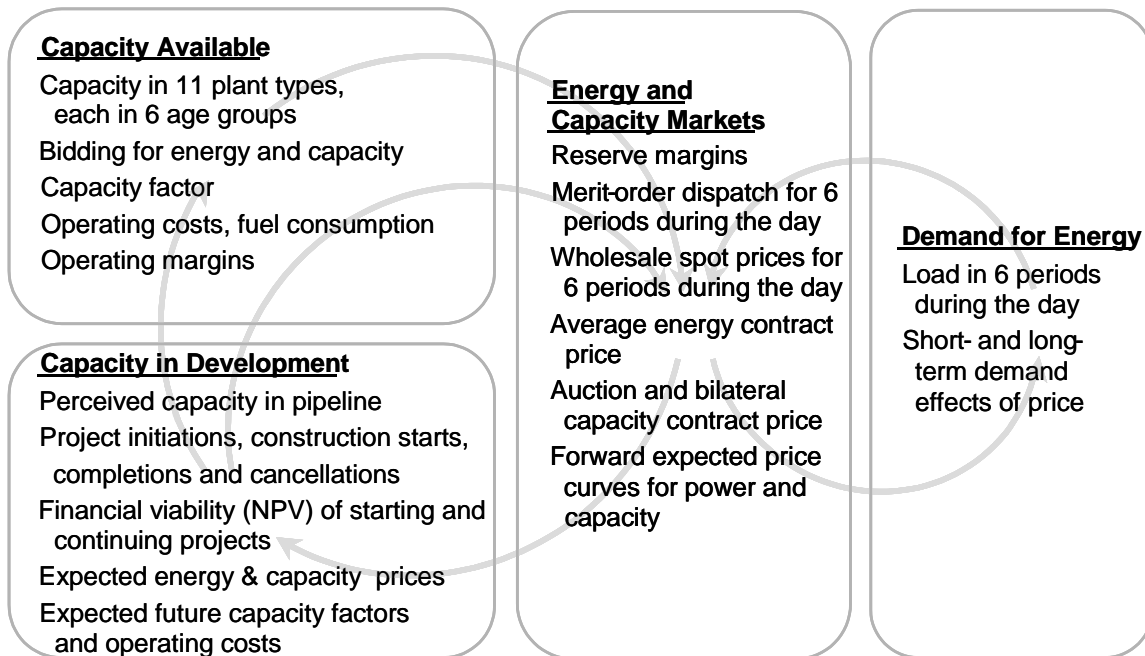 Capacity Available
Capacity in 11 plant types,
each in 6 age groups
Bidding for energy and capacity
Capacity factor
Operating costs, fuel consumption
Operating margins
Capacity in Development
Perceived capacity in pipeline
Project initiations, construction starts,
completions and cancellations
Financial viability (NPV) of starting and
continuing projects
Expected energy & capacity prices
Expected future capacity factors
and operating costs
Energy and
Capacity Markets
Reserve margins
Merit-order dispatch for 6
periods during the day
Wholesale spot prices for
6 periods during the day
Average energy contract
price
Auction and bilateral
capacity contract price
Forward expected price
curves for power and
capacity
Demand for Energy
Load in 6 periods
during the day
Short- and long-
term demand
effects of price